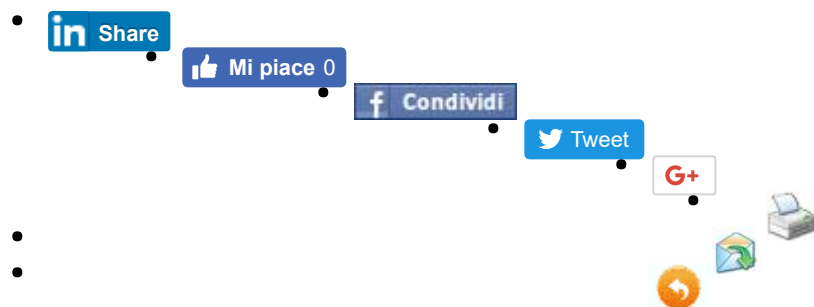 in Share
Mi piace 0
f Condividi
Tweet
G+